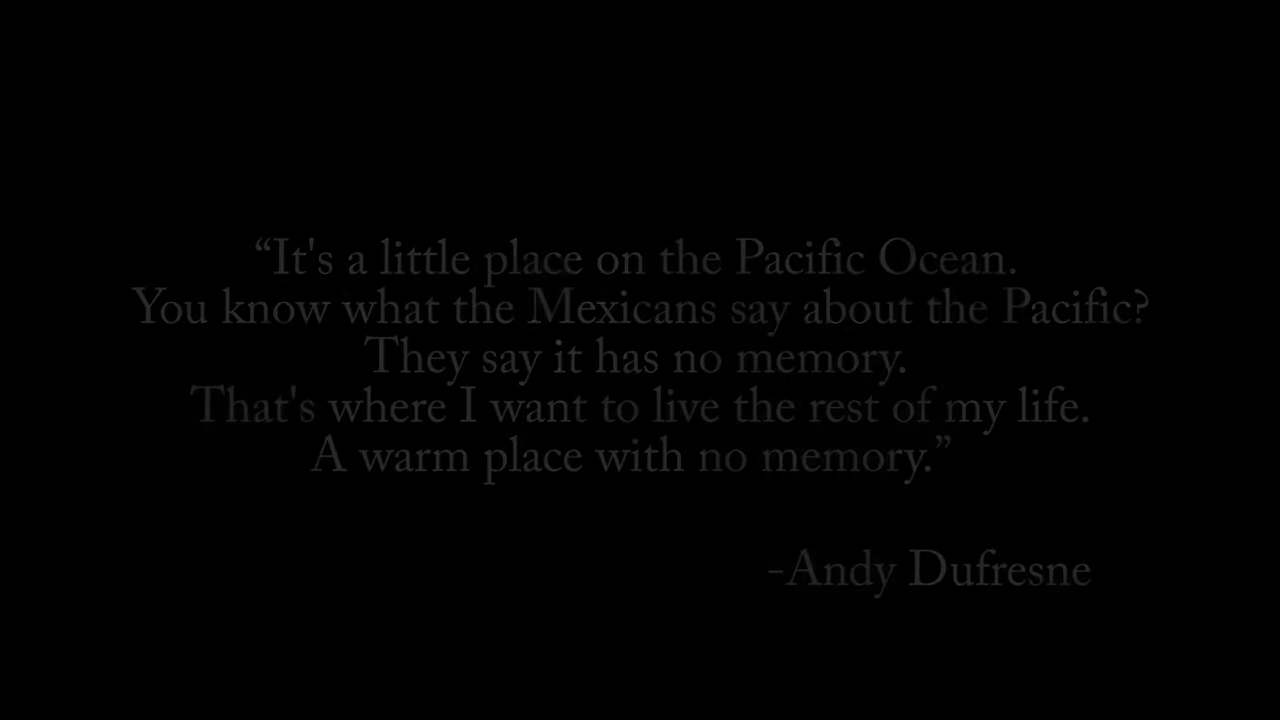 “It's a little place on the Pacific Ocean.
You know what the Mexicans say about the Pacific?
They say it has no memory.
That's where I want to live the rest of my life.
A warm place with no memory.”
-Andy Dufresne